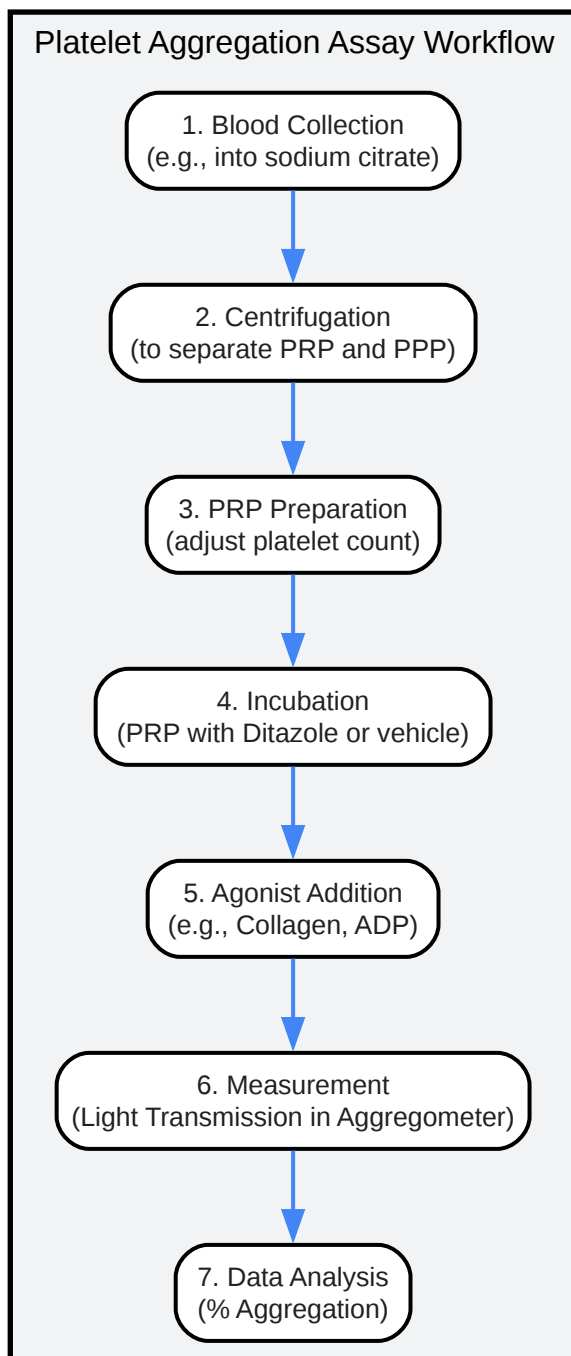 Platelet Aggregation Assay Workflow
1. Blood Collection
(e.g., into sodium citrate)
2. Centrifugation
(to separate PRP and PPP)
3. PRP Preparation
(adjust platelet count)
4. Incubation
(PRP with Ditazole or vehicle)
5. Agonist Addition
(e.g., Collagen, ADP)
6. Measurement
(Light Transmission in Aggregometer)
7. Data Analysis
(% Aggregation)